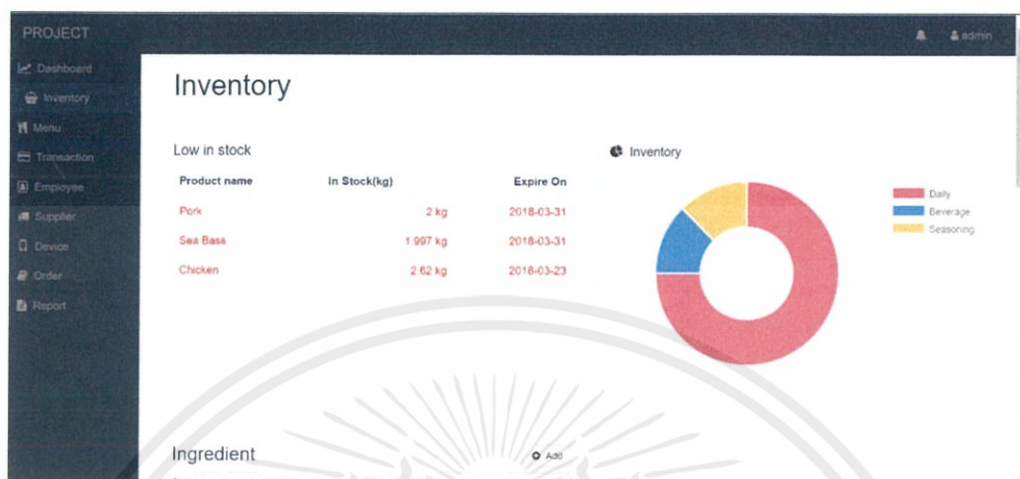 PROJECT
admin
Dashboard
Inventory
Menu
Transaction
Employee
Supplier
Device
Order
Report
Inventory
Low in stock
Product name In Stock(kg) Expire On
Pork 2 kg 2018-03-31
Sea Bass 1.997 kg 2018-03-31
Chicken 2.62 kg 2018-03-23
Inventory
Daily
Beverage
Seasoning
Ingredient
Add